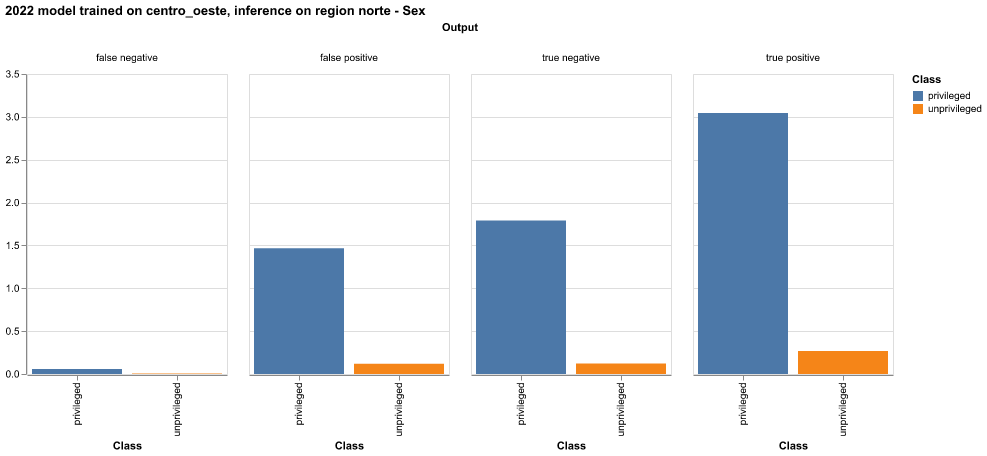 2022 model trained on centro_oeste, inference on region norte - Sex
Output
false negative
false positive
true negative
true positive
3.5
3.0
2.5
2.0
1.5
1.0
0.5
0.0
privileged
unprivileged
privileged
unprivileged
privileged
unprivileged
privileged
unprivileged
Class
Class
Class
Class
Class
privileged
unprivileged